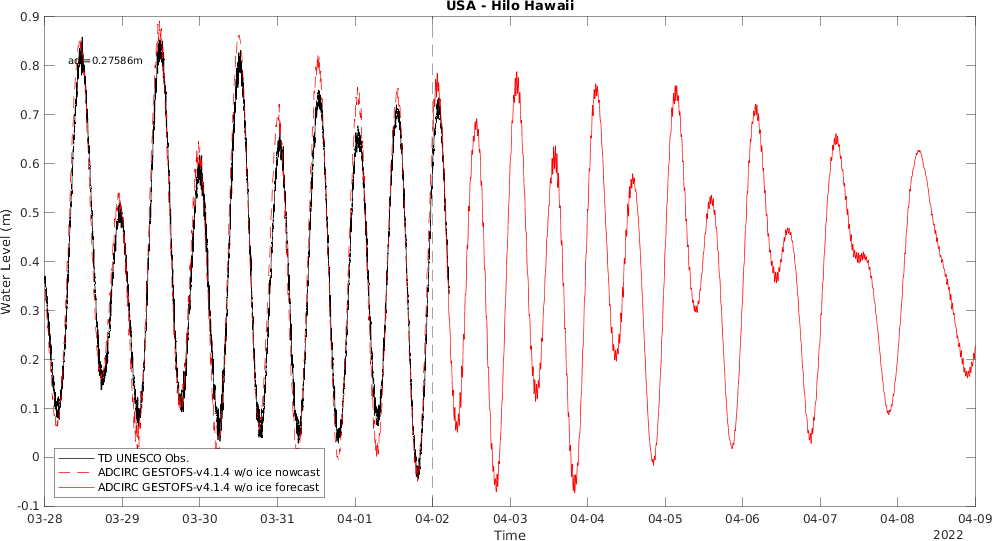 USA - Hilo Hawaii
0.9
0.8
0.7
0.6
0.5
0.4
0.3
0.2
0.1
0
-0.1
Water Level (m)
=0.27586m
TD UNESCO Obs.
ADCIRC GESTOFS-v4.1.4 w/o ice nowcast
ADCIRC GESTOFS-v4.1.4 w/o ice forecast
03-28 03-29 03-30 03-31 04-01 04-02 04-03 04-04 04-05 04-06 04-07 04-08 04-09
Time
2022